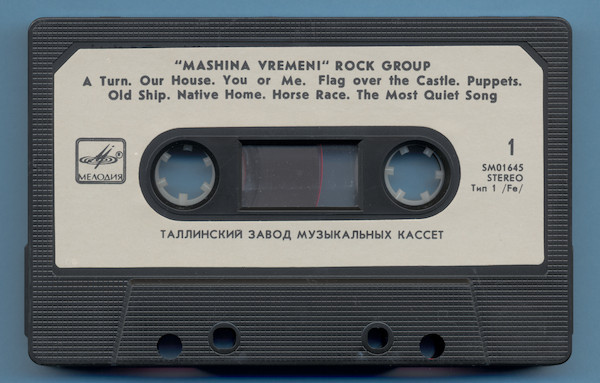 "MASHINA VREMENI" ROCK GROUP
A Turn. Our House. You or Me. Flag over the Castle. Puppets.
Old Ship. Native Home. Horse Race. The Most Quiet Song
МЕЛОДИЯ
1
SM01645
STEREO
Тип 1 /Fe/
ТАЛЛИНСКИЙ ЗАВОД МУЗЫКАЛЬНЫХ КАССЕТ